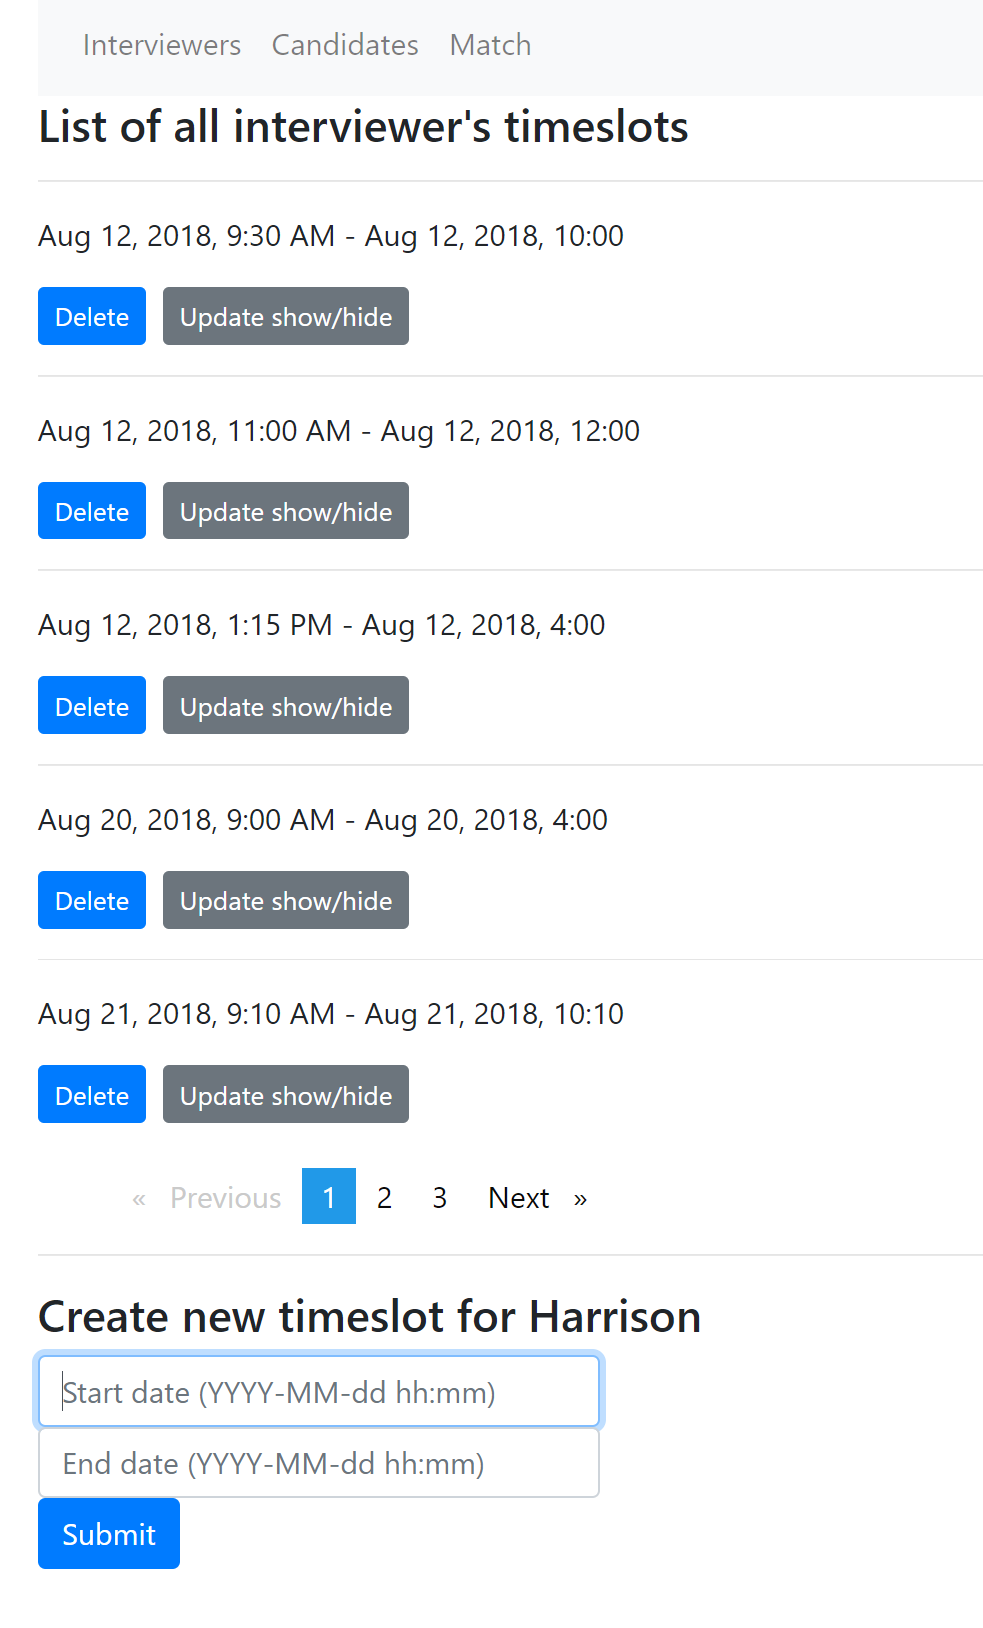 Interviewers Candidates Match
List of all interviewer's timeslots
Aug 12, 2018, 9:30 AM - Aug 12, 2018, 10:00
Delete Update show/hide
Aug 12, 2018, 11:00 AM - Aug 12, 2018, 12:00
Delete Update show/hide
Aug 12, 2018, 1:15 PM - Aug 12, 2018, 4:00
Delete Update show/hide
Aug 20, 2018, 9:00 AM - Aug 20, 2018, 4:00
Delete Update show/hide
Aug 21, 2018, 9:10 AM - Aug 21, 2018, 10:10
Delete Update show/hide
« Previous 1 2 3 Next »
Create new timeslot for Harrison
Start date (YYYY-MM-dd hh:mm)
End date (YYYY-MM-dd hh:mm)
Submit